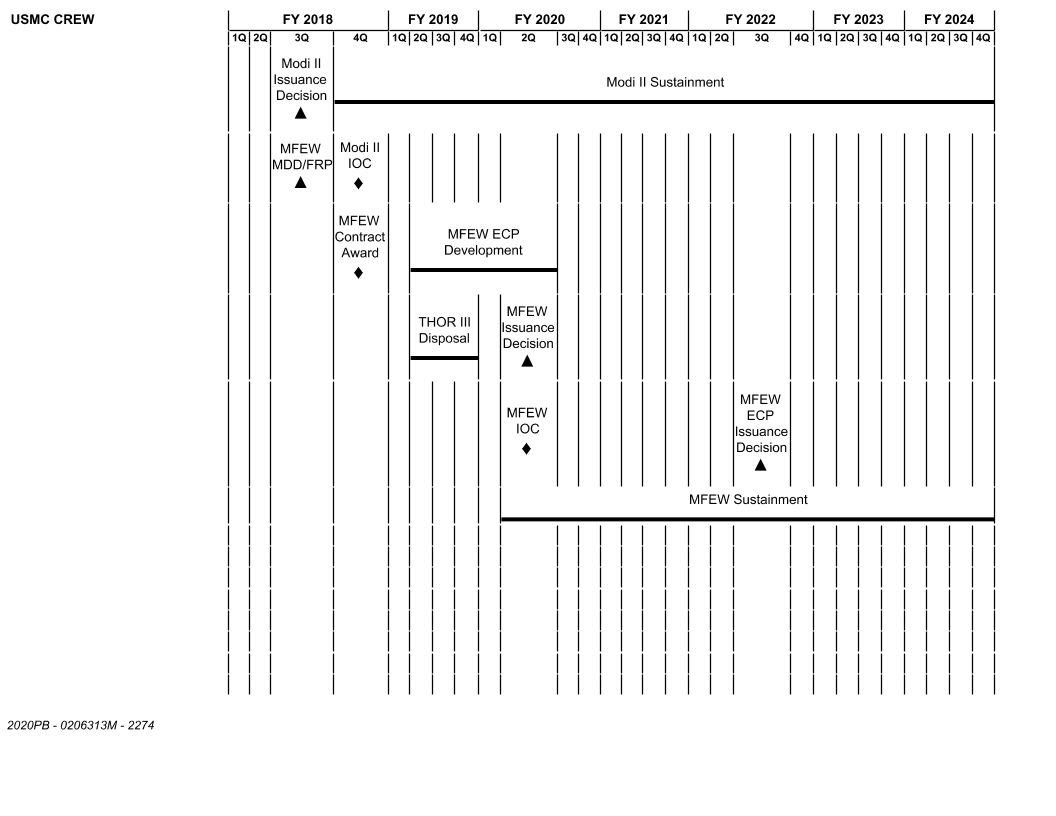 USMC CREW
FY 2018 FY 2019 FY 2020 FY 2021 FY 2022 FY 2023 FY 2024
1Q 2Q 3Q 4Q 1Q 2Q 3Q 4Q 1Q 2Q 3Q 4Q 1Q 2Q 3Q 4Q 1Q 2Q 3Q 4Q 1Q 2Q 3Q 4Q 1Q 2Q 3Q 4Q
Modi II
Issuance
Decision
Modi II Sustainment
MFEW
MDD/FRP
Modi II
IOC
MFEW
Contract
Award
MFEW ECP
Development
THOR III
Disposal
MFEW
Issuance
Decision
MFEW
IOC
MFEW
ECP
Issuance
Decision
MFEW Sustainment
2020PB - 0206313M - 2274